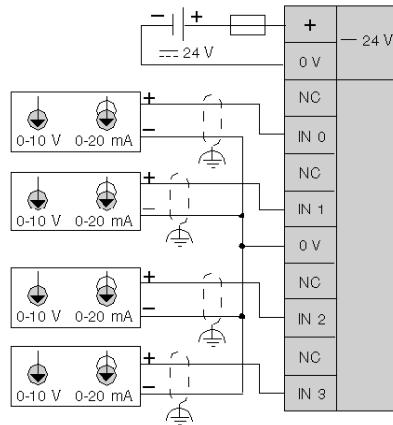 − +
+
⎓ 24 V
— 24 V
0 V
NC
+
−
0-10 V 0-20 mA
IN 0
NC
+
−
0-10 V 0-20 mA
IN 1
0 V
NC
+
−
0-10 V 0-20 mA
IN 2
NC
+
−
0-10 V 0-20 mA
IN 3